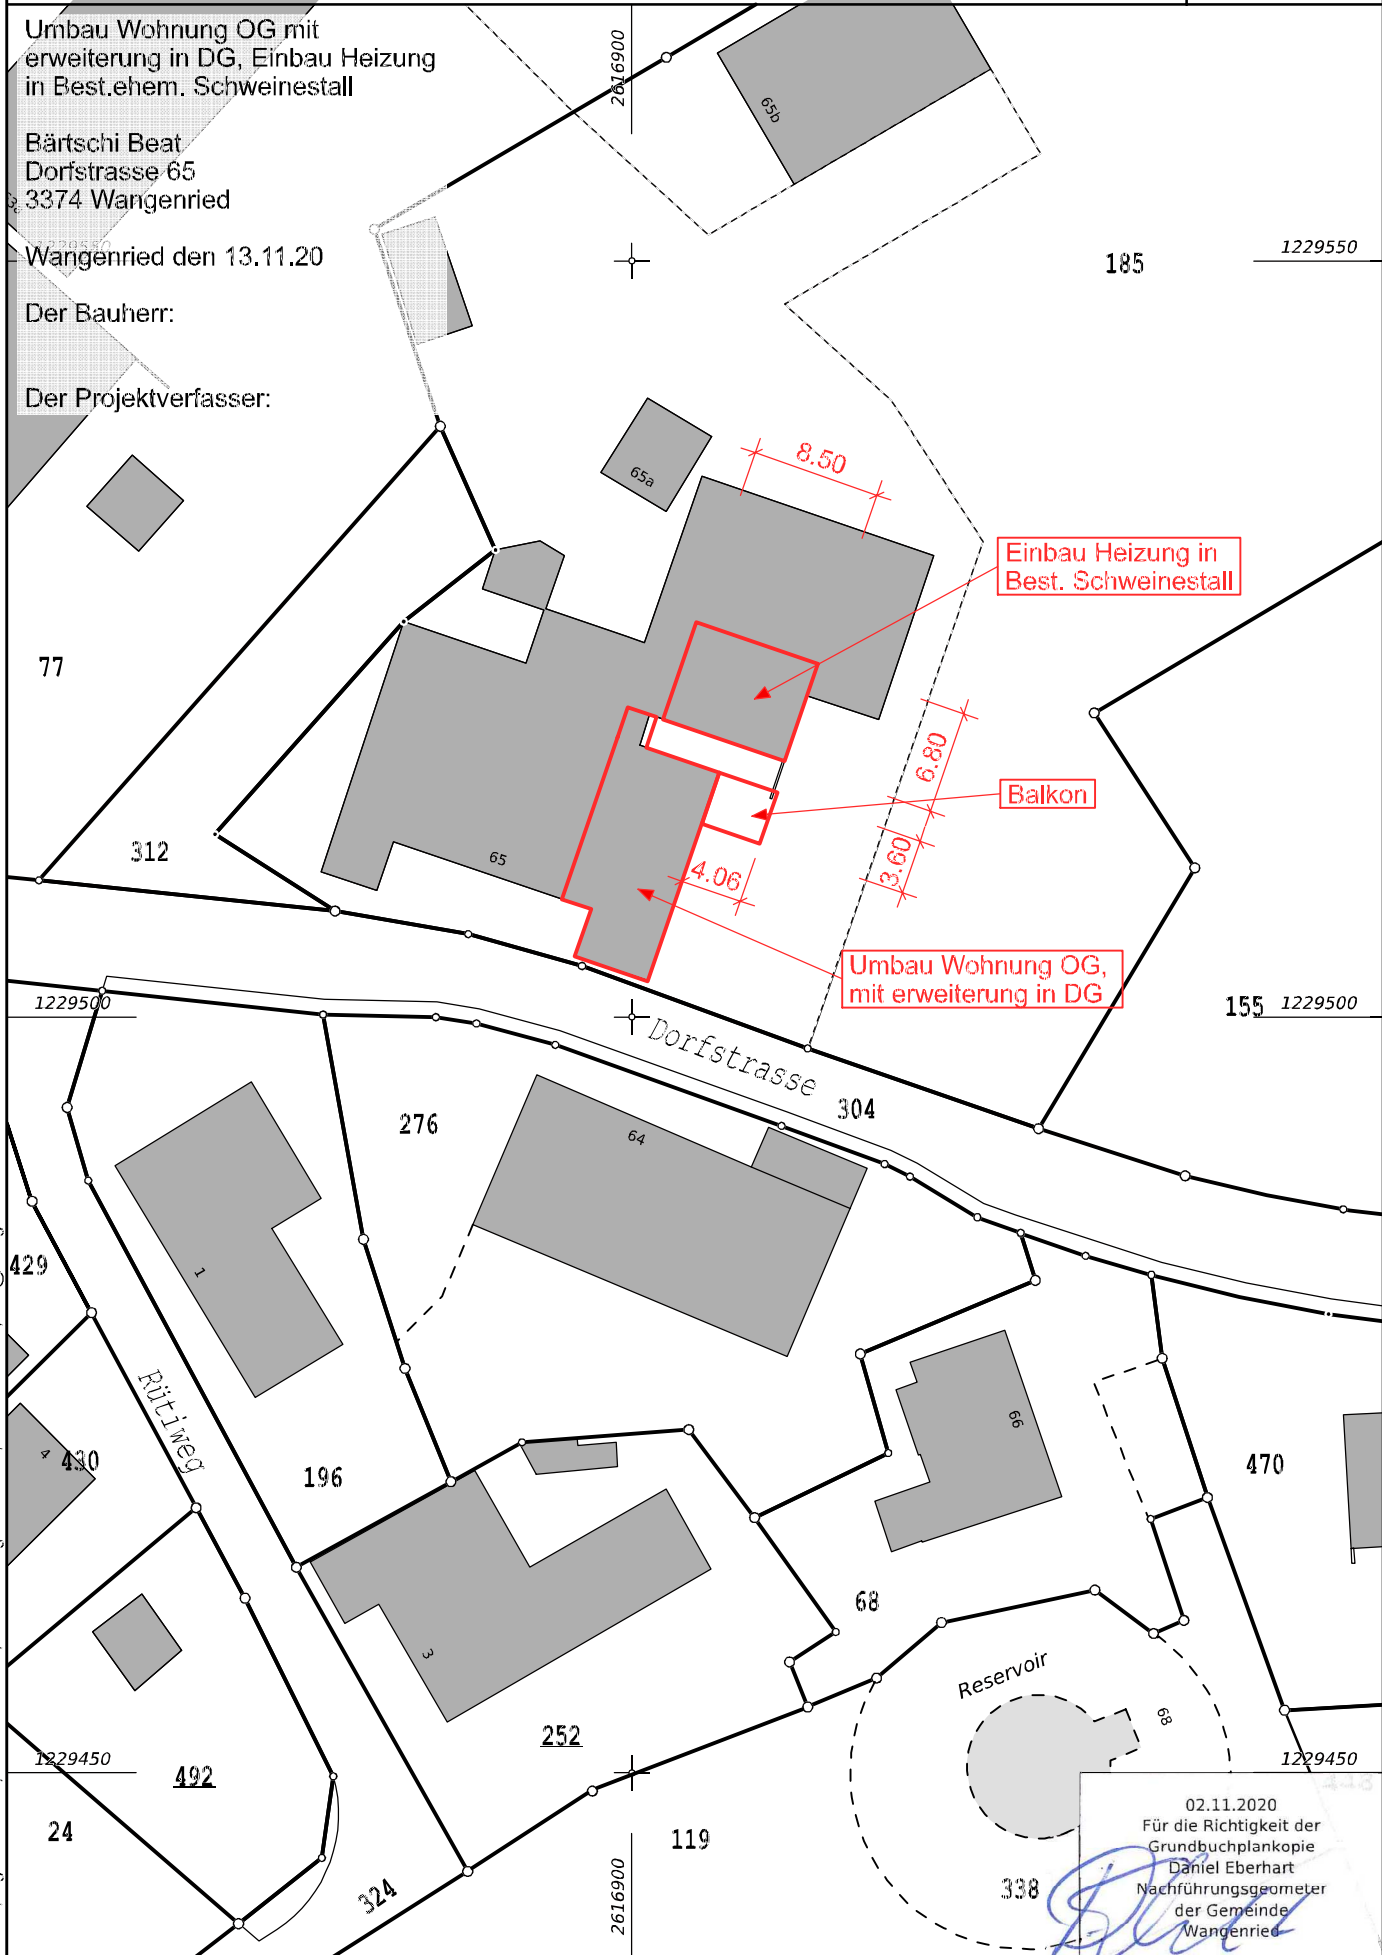 Umbau Wohnung OG mit
erweiterung in DG, Einbau Heizung
in Best.ehem. Schweinestall
Bärtschi Beat
Dorfstrasse 65
3374 Wangenried
Wangenried den 13.11.20
Der Bauherr:
Der Projektverfasser:
2616900
65b
1229550
185
1229550
65a
8.50
Einbau Heizung in
Best. Schweinestall
77
6.80
Balkon
312
65
4.06
3.60
Umbau Wohnung OG,
mit erweiterung in DG
1229500
155
1229500
Dorfstrasse
304
276
64
429
1
Rütiweg
66
4
430
196
470
3
68
Reservoir
68
252
1229450
492
1229450
24
119
324
2616900
338
02.11.2020
Für die Richtigkeit der
Grundbuchplankopie
Daniel Eberhart
Nachführungsgeometer
der Gemeinde
Wangenried